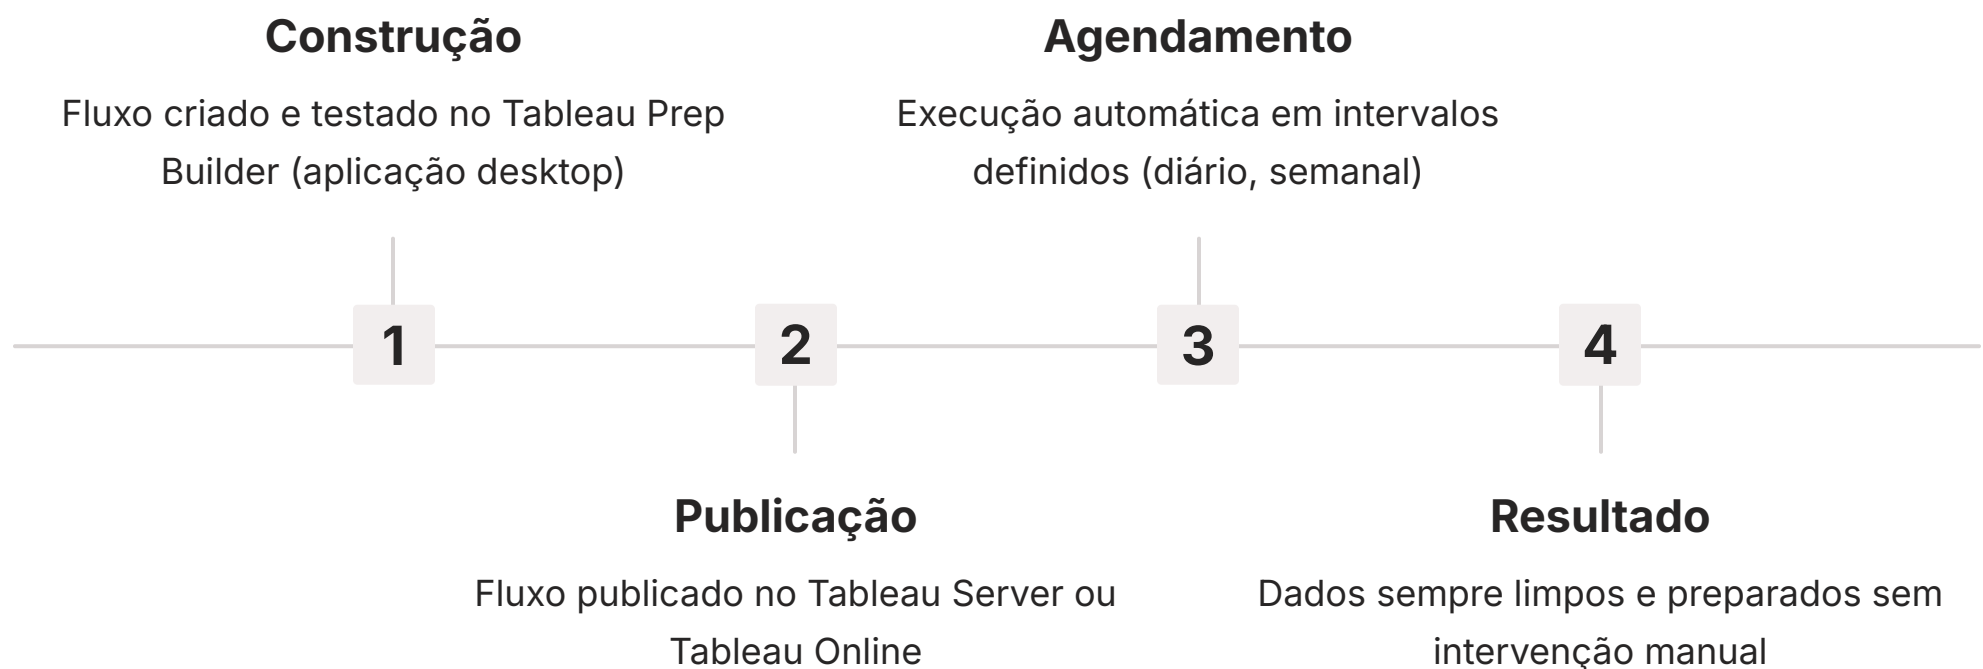 Construção
Fluxo criado e testado no Tableau Prep
Builder (aplicação desktop)
1
2
Publicação
Fluxo publicado no Tableau Server ou
Tableau Online
Agendamento
Execução automática em intervalos
definidos (diário, semanal)
3
4
Resultado
Dados sempre limpos e preparados sem
intervenção manual